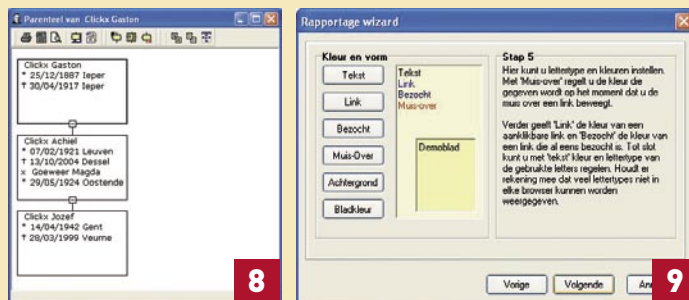 Parenteel van Clickx Gaston
Clickx Gaston
* 25/12/1887 Ieper
† 30/04/1917 Ieper
Clickx Achiel
* 07/02/1921 Leuven
† 13/10/2004 Dessel
x Goeweer Magda
* 29/05/1924 Oostende
Clickx Jozef
* 14/04/1942 Gent
† 28/03/1999 Veurne
8
Rapportage wizard
Kleur en vorm
Tekst
Link
Bezocht
Muis-Over
Achtergrond
Bladkleur
Tekst
Link
Bezocht
Muis-over
Demoblad
Stap 5
Hier kunt u lettertype en kleuren instellen.
Met 'Muis-over' regelt u de kleur die
gegeven wordt op het moment dat u de
muis over een link beweegt.
Verder geeft 'Link' de kleur van een
aanklikbare link en 'Bezocht' de kleur van
een link die al eens bezocht is. Tot slot
kunt u met 'tekst' kleur en lettertype van
de gebruikte letters regelen. Houdt er
rekening mee dat veel lettertypes niet in
elke browser kunnen worden
weergegeven.
Vorige
Volgende
9